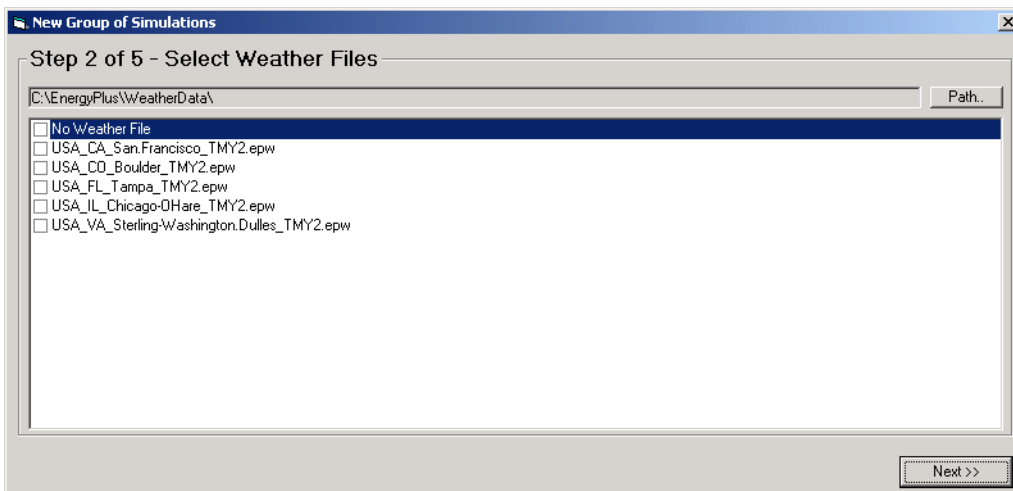 New Group of Simulations
Step 2 of 5 - Select Weather Files
C:\EnergyPlus\WeatherData\
Path..
No Weather File
USA_CA_San.Francisco_TMY2.epw
USA_CO_Boulder_TMY2.epw
USA_FL_Tampa_TMY2.epw
USA_IL_Chicago-OHare_TMY2.epw
USA_VA_Sterling-Washington.Dulles_TMY2.epw
Next >>